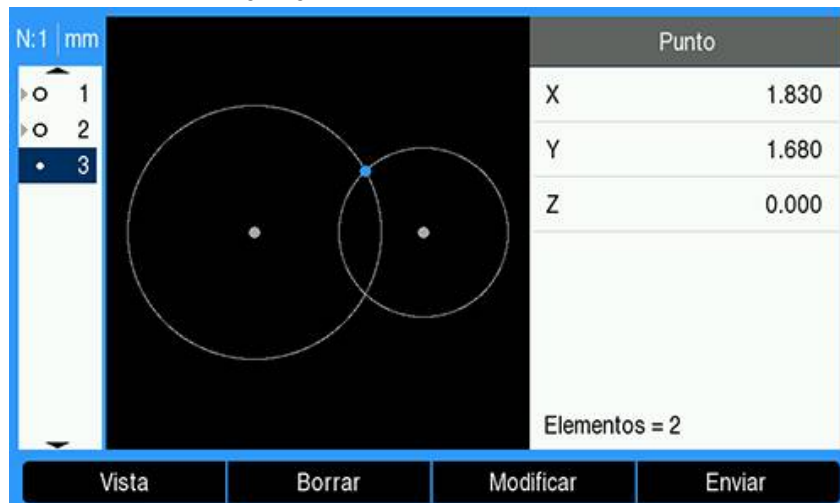 N:1 mm
Punto
1
2
3
X 1.830
Y 1.680
Z 0.000
Elementos = 2
Vista Borrar Modificar Enviar